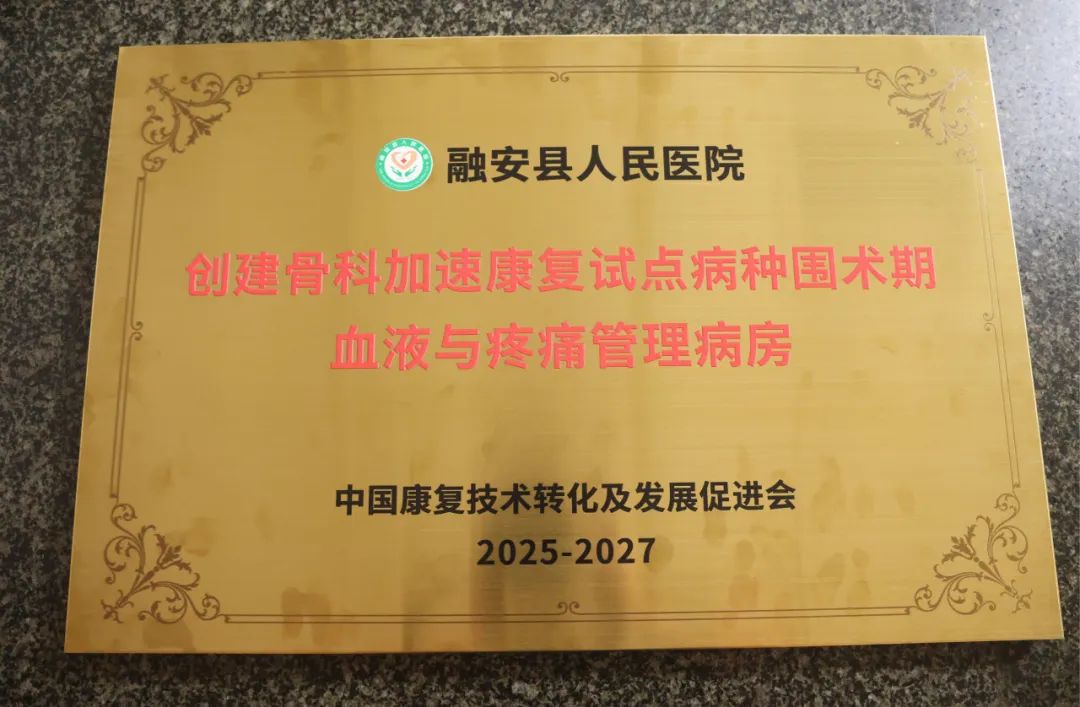 融安县人民医院
创建骨科加速康复试点病种围术期
血液与疼痛管理病房
中国康复技术转化及发展促进会
2025-2027